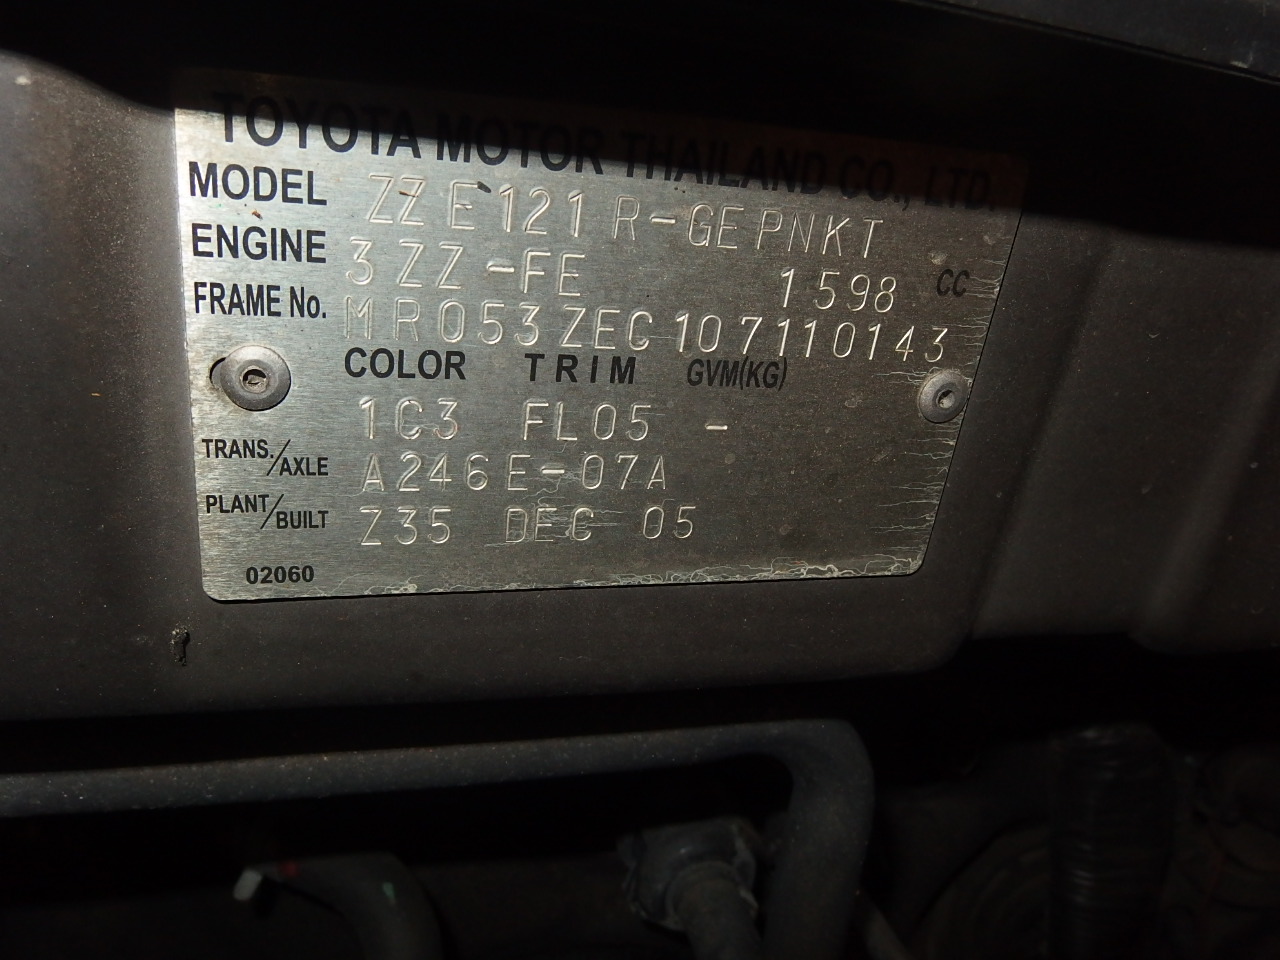 TOYOTA MOTOR THAILAND CO., LTD.
MODEL ZZE121R-GEPNKT
ENGINE 3ZZ-FE 1598 CC
FRAME No. MR053ZEC107110143
COLOR TRIM GVM(KG)
1C3 FL05 -
TRANS./AXLE A246E-07A
PLANT/BUILT Z35 DEC 05
02060